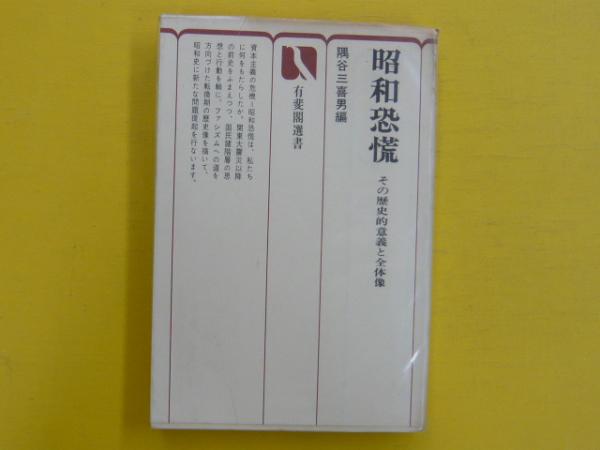 昭和恐慌
その歴史的意義と全体像
隅谷三喜男編
有斐閣選書
資本主義の危機=昭和恐慌は、私たち
に何をもたらしたか。関東大震災以降
の前史をふまえつつ、国民諸階層の思
想と行動を軸に、ファシズムへの道を
方向づけた転換期の歴史像を描いて、
昭和史に新たな問題提起を行ないます。